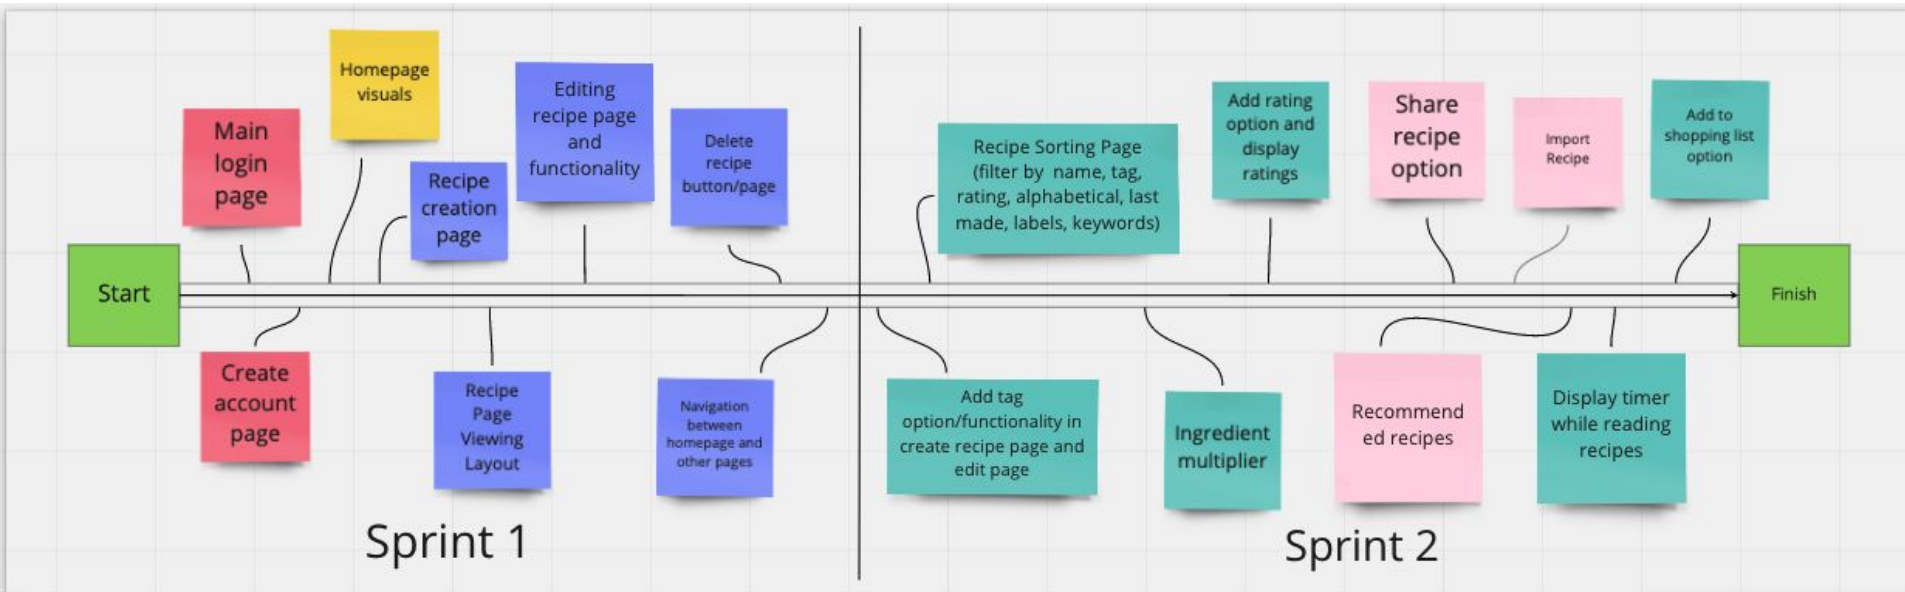 Homepage
visuals
Main
login
page
Recipe
creation
page
Editing
recipe page
and
functionality
Delete
recipe
button/page
Start
Create
account
page
Recipe
Page
Viewing
Layout
Navigation
between
homepage and
other pages
Sprint 1
Recipe Sorting Page
(filter by name, tag,
rating, alphabetical, last
made, labels, keywords)
Add rating
option and
display
ratings
Share
recipe
option
Import
Recipe
Add to
shopping list
option
Finish
Add tag
option/functionality in
create recipe page and
edit page
Ingredient
multiplier
Recommend
ed recipes
Display timer
while reading
recipes
Sprint 2